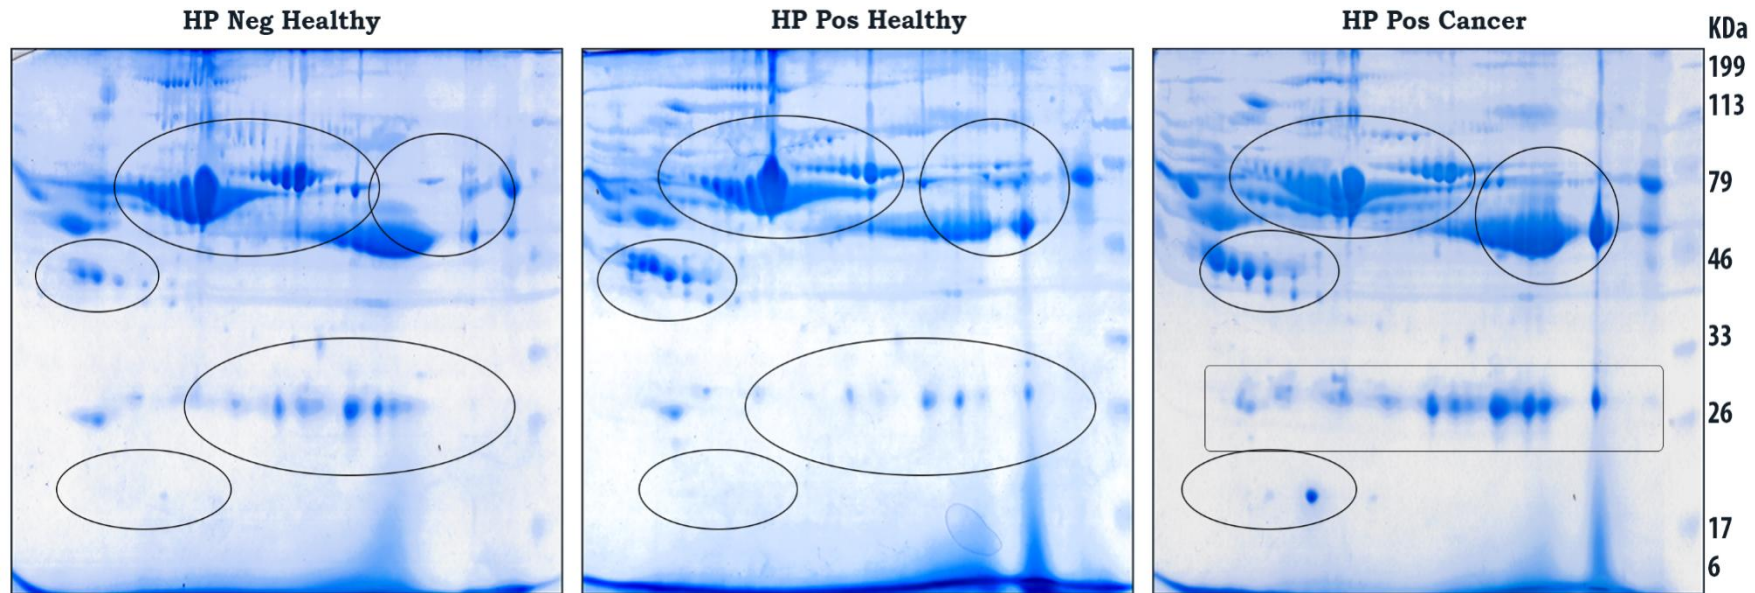 HP Neg Healthy
HP Pos Healthy
HP Pos Cancer
KDa
199
113
79
46
33
26
17
6